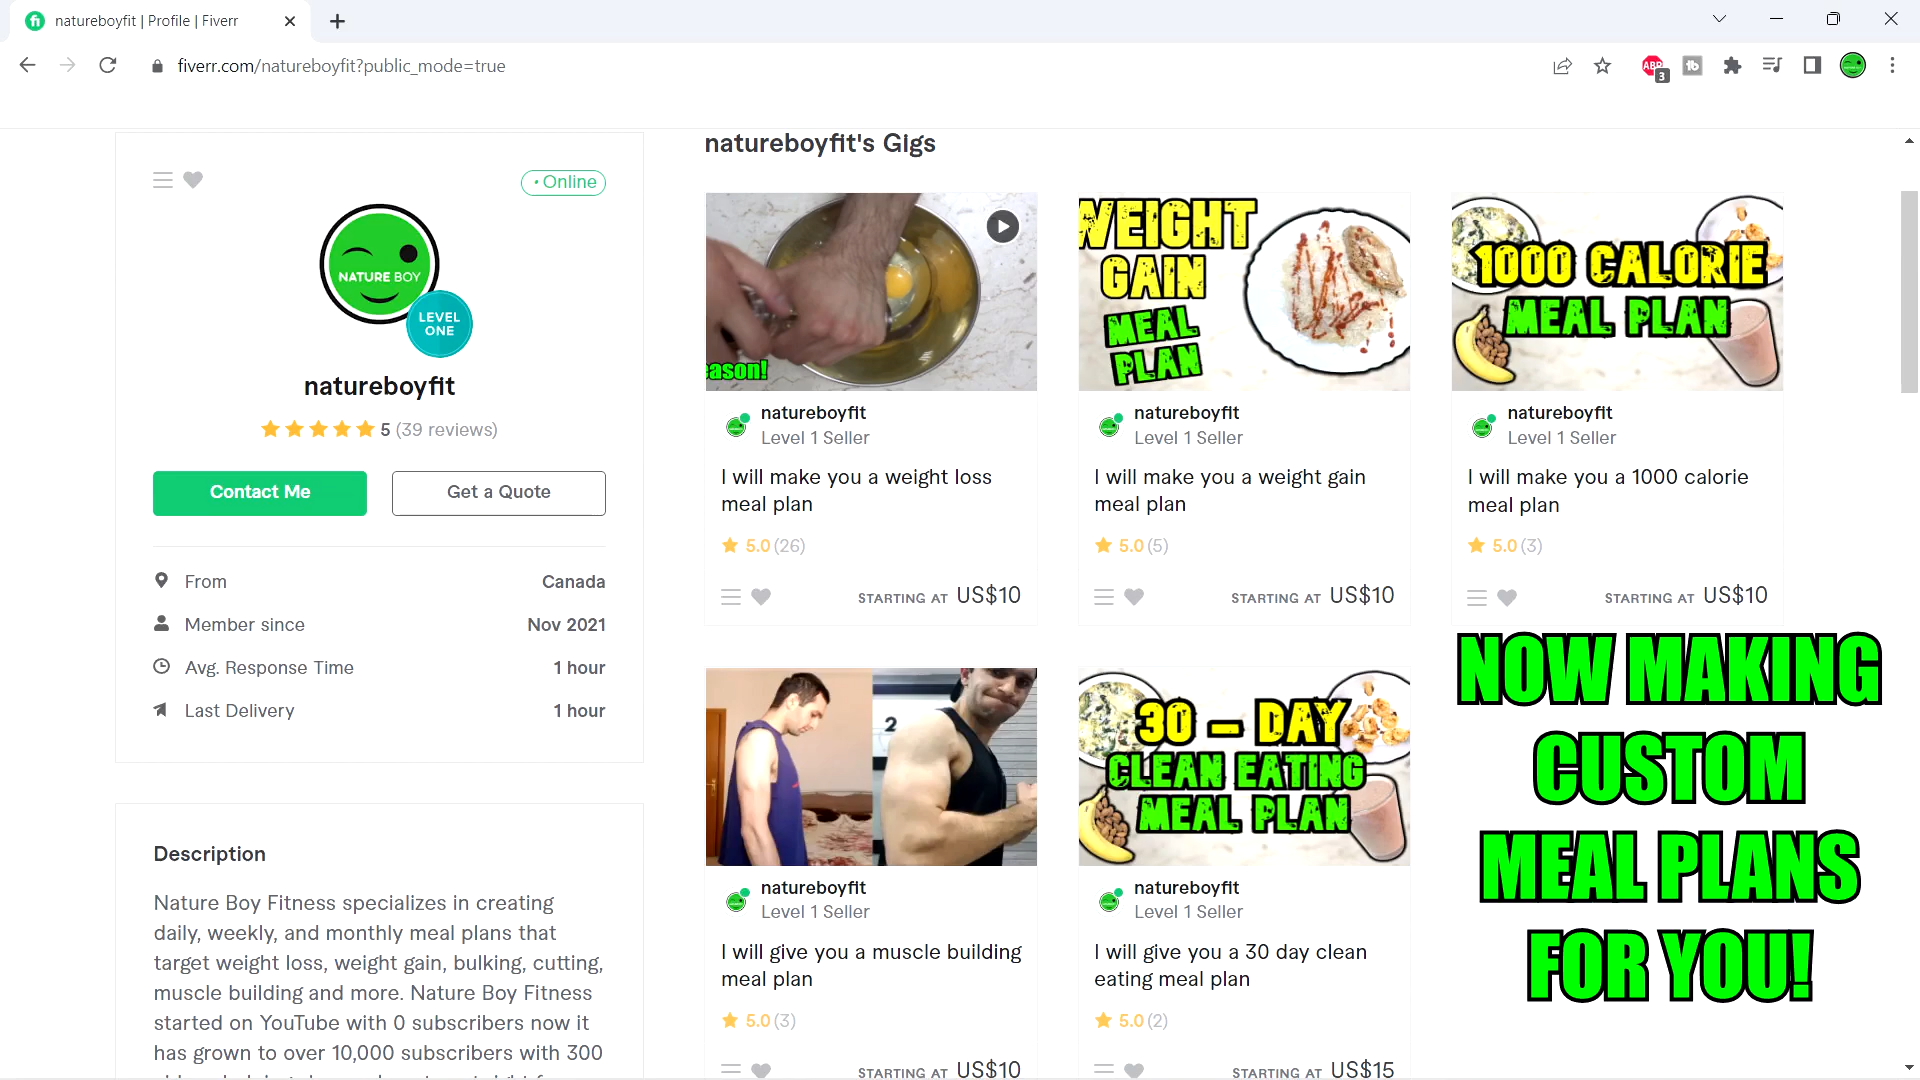 natureboyfit | Profile | Fiverr
fiverr.com/natureboyfit?public_mode=true
ABP
3
tb
Online
NATURE BOY
LEVEL
ONE
natureboyfit
5 (39 reviews)
Contact Me
Get a Quote
From Canada
Member since Nov 2021
Avg. Response Time 1 hour
Last Delivery 1 hour
Description
Nature Boy Fitness specializes in creating
daily, weekly, and monthly meal plans that
target weight loss, weight gain, bulking, cutting,
muscle building and more. Nature Boy Fitness
started on YouTube with 0 subscribers now it
has grown to over 10,000 subscribers with 300
natureboyfit's Gigs
eason!
natureboyfit
Level 1 Seller
I will make you a weight loss
meal plan
5.0 (26)
STARTING AT US$10
WEIGHT
GAIN
MEAL
PLAN
natureboyfit
Level 1 Seller
I will make you a weight gain
meal plan
5.0 (5)
STARTING AT US$10
1000 CALORIE
MEAL PLAN
natureboyfit
Level 1 Seller
I will make you a 1000 calorie
meal plan
5.0 (3)
STARTING AT US$10
2
natureboyfit
Level 1 Seller
I will give you a muscle building
meal plan
5.0 (3)
STARTING AT US$10
30 - DAY
CLEAN EATING
MEAL PLAN
natureboyfit
Level 1 Seller
I will give you a 30 day clean
eating meal plan
5.0 (2)
STARTING AT US$15
NOW MAKING
CUSTOM
MEAL PLANS
FOR YOU!